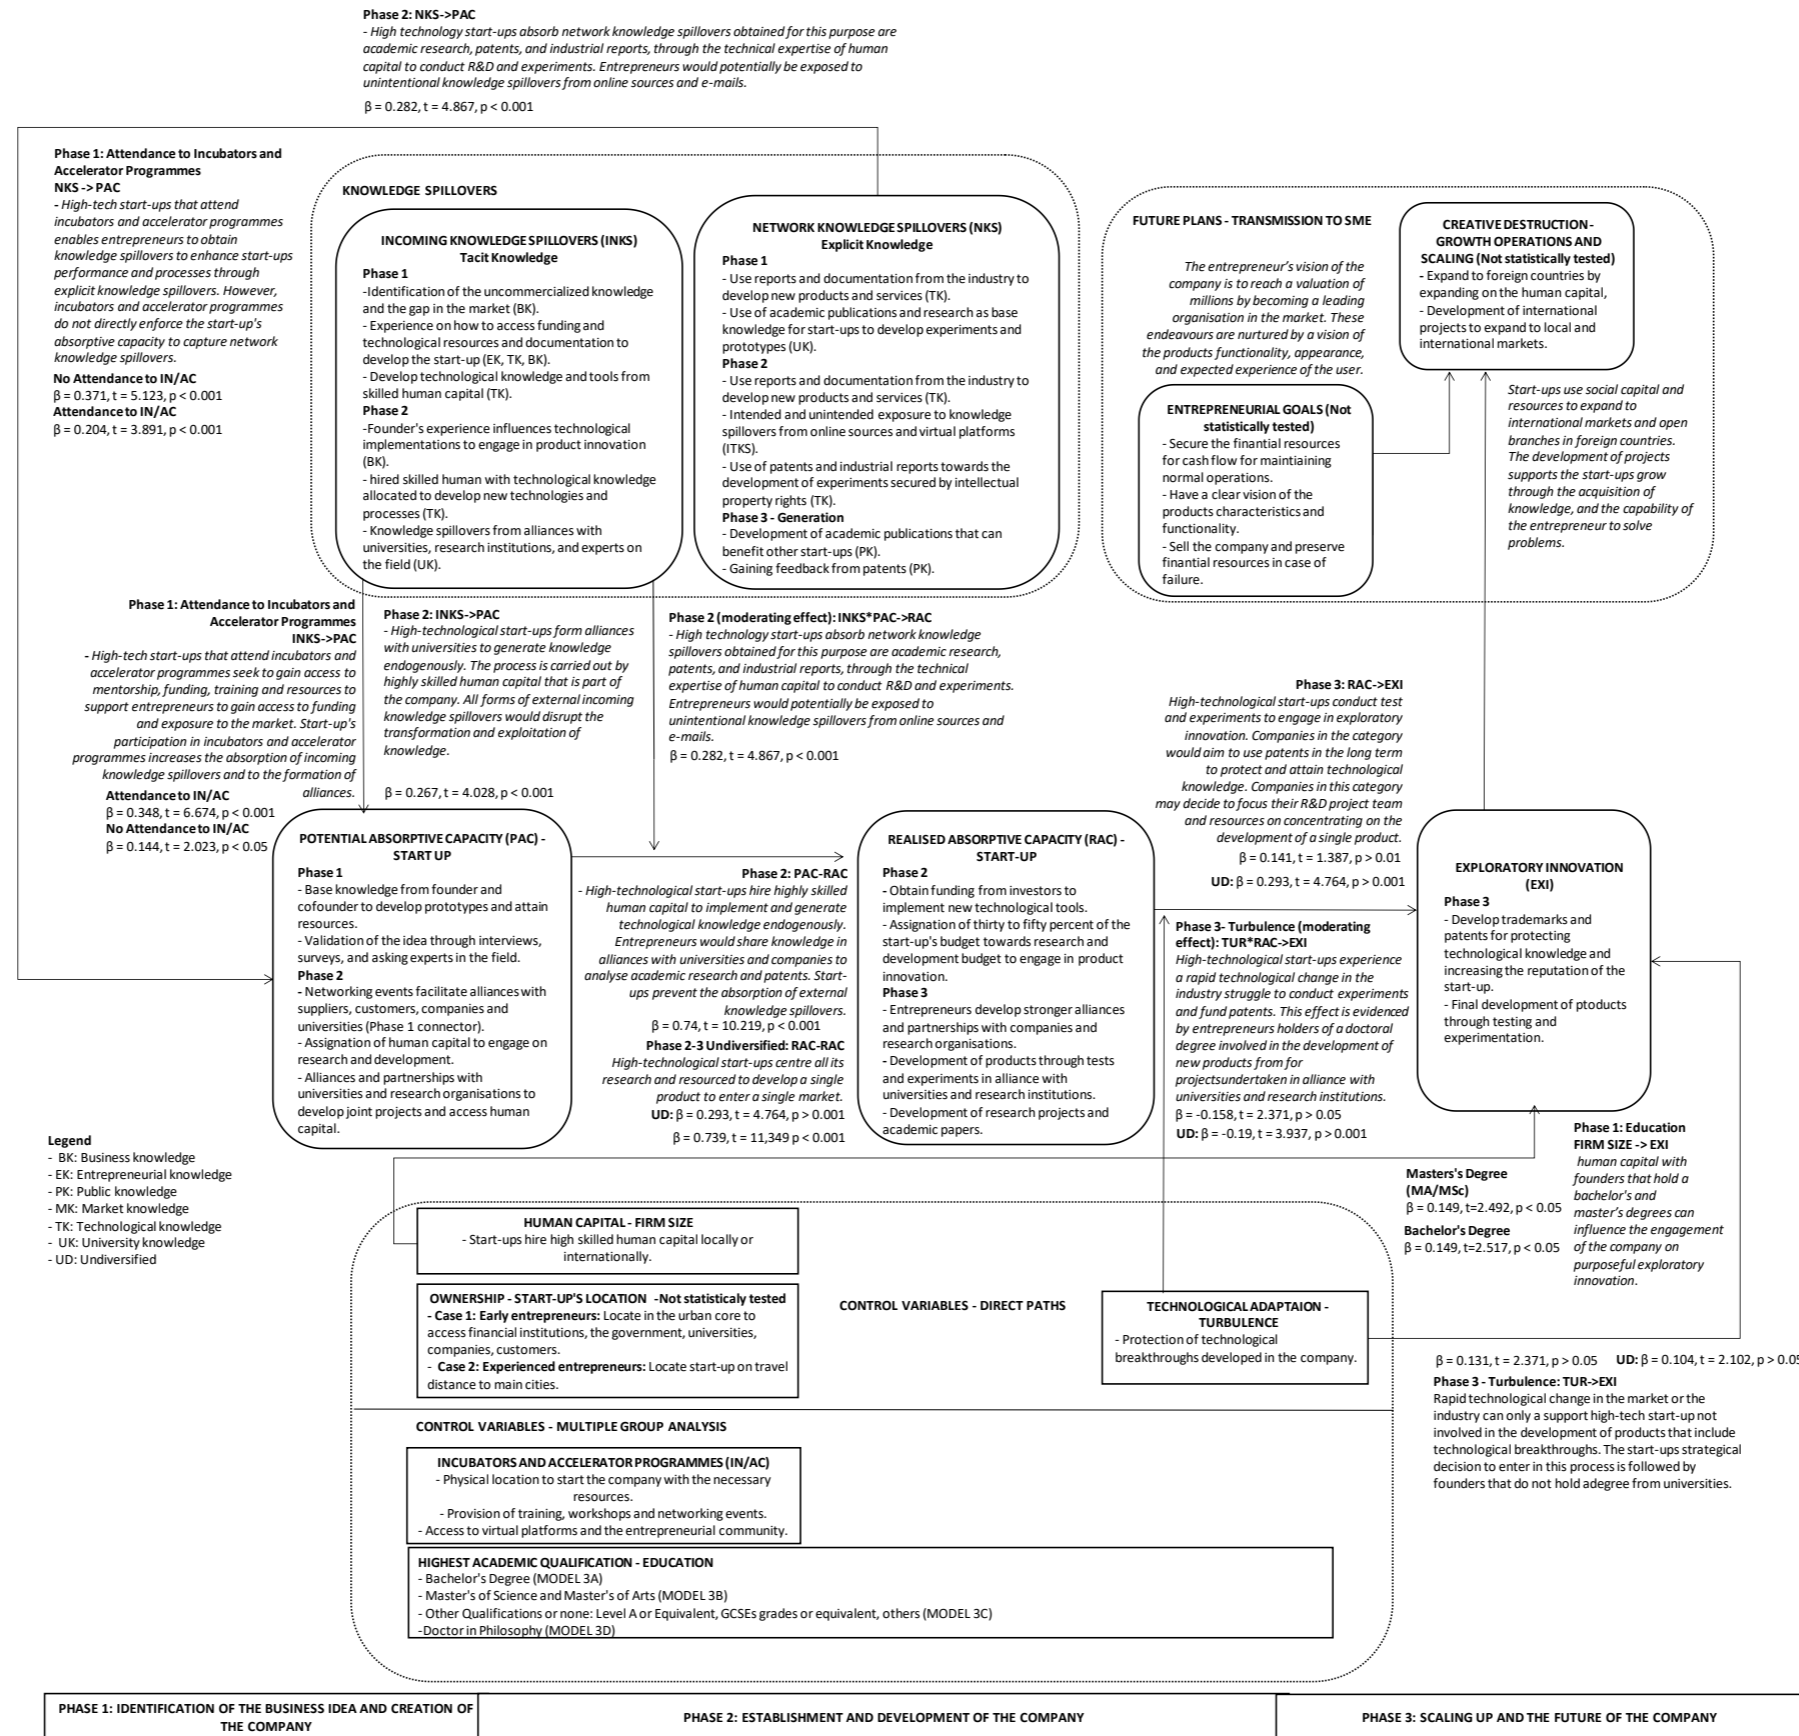 Phase 2: NKS->PAC
- High technology start-ups absorb network knowledge spillovers obtained for this purpose are
academic research, patents, and industrial reports, through the technical expertise of human
capital to conduct R&D and experiments. Entrepreneurs would potentially be exposed to
unintentional knowledge spillovers from online sources and e-mails.
β = 0.282, t = 4.867, p < 0.001
Phase 1: Attendance to Incubators and
Accelerator Programmes
NKS -> PAC
- High-tech start-ups that attend
incubators and accelerator programmes
enables entrepreneurs to obtain
knowledge spillovers to enhance start-ups
performance and processes through
explicit knowledge spillovers. However,
incubators and accelerator programmes
do not directly enforce the start-up's
absorptive capacity to capture network
knowledge spillovers.
No Attendance to IN/AC
β = 0.371, t = 5.123, p < 0.001
Attendance to IN/AC
β = 0.204, t = 3.891, p < 0.001
KNOWLEDGE SPILLOVERS
INCOMING KNOWLEDGE SPILLOVERS (INKS)
Tacit Knowledge
Phase 1
-Identification of the uncommercialized knowledge
and the gap in the market (BK).
- Experience on how to access funding and
technological resources and documentation to
develop the start-up (EK, TK, BK).
- Develop technological knowledge and tools from
skilled human capital (TK).
Phase 2
-Founder's experience influences technological
implementations to engage in product innovation
(BK).
- hired skilled human with technological knowledge
allocated to develop new technologies and
processes (TK).
- Knowledge spillovers from alliances with
universities, research institutions, and experts on
the field (UK).
NETWORK KNOWLEDGE SPILLOVERS (NKS)
Explicit Knowledge
Phase 1
- Use reports and documentation from the industry to
develop new products and services (TK).
- Use of academic publications and research as base
knowledge for start-ups to develop experiments and
prototypes (UK).
Phase 2
- Use reports and documentation from the industry to
develop new products and services (TK).
- Intended and unintended exposure to knowledge
spillovers from online sources and virtual platforms
(ITKS).
- Use of patents and industrial reports towards the
development of experiments secured by intellectual
property rights (TK).
Phase 3 - Generation
- Development of academic publications that can
benefit other start-ups (PK).
- Gaining feedback from patents (PK).
FUTURE PLANS - TRANSMISSION TO SME
The entrepreneur's vision of the
company is to reach a valuation of
millions by becoming a leading
organisation in the market. These
endeavours are nurtured by a vision of
the products functionality, appearance,
and expected experience of the user.
CREATIVE DESTRUCTION-
GROWTH OPERATIONS AND
SCALING (Not statistically tested)
- Expand to foreign countries by
expanding on the human capital,
- Development of international
projects to expand to local and
international markets.
ENTREPRENEURIAL GOALS (Not
statistically tested)
- Secure the finantial resources
for cash flow for maintiaining
normal operations.
- Have a clear vision of the
products characteristics and
functionality.
- Sell the company and preserve
finantial resources in case of
failure.
Start-ups use social capital and
resources to expand to
international markets and open
branches in foreign countries.
The development of projects
supports the start-ups grow
through the acquisition of
knowledge, and the capability of
the entrepreneur to solve
problems.
Phase 1: Attendance to Incubators and
Accelerator Programmes
INKS->PAC
- High-tech start-ups that attend incubators and
accelerator programmes seek to gain access to
mentorship, funding, training and resources to
support entrepreneurs to gain access to funding
and exposure to the market. Start-up's
participation in incubators and accelerator
programmes increases the absorption of incoming
knowledge spillovers and to the formation of
alliances.
Attendance to IN/AC
β = 0.348, t = 6.674, p < 0.001
No Attendance to IN/AC
β = 0.144, t = 2.023, p < 0.05
Phase 2: INKS->PAC
- High-technological start-ups form alliances
with universities to generate knowledge
endogenously. The process is carried out by
highly skilled human capital that is part of
the company. All forms of external incoming
knowledge spillovers would disrupt the
transformation and exploitation of
knowledge.
β = 0.267, t = 4.028, p < 0.001
Phase 2 (moderating effect): INKS*PAC->RAC
- High technology start-ups absorb network knowledge
spillovers obtained for this purpose are academic research,
patents, and industrial reports, through the technical
expertise of human capital to conduct R&D and experiments.
Entrepreneurs would potentially be exposed to
unintentional knowledge spillovers from online sources and
e-mails.
β = 0.282, t = 4.867, p < 0.001
Phase 3: RAC->EXI
High-technological start-ups conduct test
and experiments to engage in exploratory
innovation. Companies in the category
would aim to use patents in the long term
to protect and attain technological
knowledge. Companies in this category
may decide to focus their R&D project team
and resources on concentrating on the
development of a single product.
β = 0.141, t = 1.387, p > 0.01
UD: β = 0.293, t = 4.764, p > 0.001
POTENTIAL ABSORPTIVE CAPACITY (PAC) -
START UP
Phase 1
- Base knowledge from founder and
cofounder to develop prototypes and attain
resources.
- Validation of the idea through interviews,
surveys, and asking experts in the field.
Phase 2
- Networking events facilitate alliances with
suppliers, customers, companies and
universities (Phase 1 connector).
- Assignation of human capital to engage on
research and development.
- Alliances and partnerships with
universities and research organisations to
develop joint projects and access human
capital.
Phase 2: PAC-RAC
- High-technological start-ups hire highly skilled
human capital to implement and generate
technological knowledge endogenously.
Entrepreneurs would share knowledge in
alliances with universities and companies to
analyse academic research and patents. Start-
ups prevent the absorption of external
knowledge spillovers.
β = 0.74, t = 10.219, p < 0.001
Phase 2-3 Undiversified: RAC-RAC
High-technological start-ups centre all its
research and resourced to develop a single
product to enter a single market.
UD: β = 0.293, t = 4.764, p > 0.001
β = 0.739, t = 11,349 p < 0.001
REALISED ABSORPTIVE CAPACITY (RAC) -
START-UP
Phase 2
- Obtain funding from investors to
implement new technological tools.
- Assignation of thirty to fifty percent of the
start-up's budget towards research and
development budget to engage in product
innovation.
Phase 3
- Entrepreneurs develop stronger alliances
and partnerships with companies and
research organisations.
- Development of products through tests
and experiments in alliance with
universities and research institutions.
- Development of research projects and
academic papers.
Phase 3- Turbulence (moderating
effect): TUR*RAC->EXI
High-technological start-ups experience
a rapid technological change in the
industry struggle to conduct experiments
and fund patents. This effect is evidenced
by entrepreneurs holders of a doctoral
degree involved in the development of
new products from for
projectsundertaken in alliance with
universities and research institutions.
β = -0.158, t = 2.371, p > 0.05
UD: β = -0.19, t = 3.937, p > 0.001
EXPLORATORY INNOVATION
(EXI)
Phase 3
- Develop trademarks and
patents for protecting
technological knowledge and
increasing the reputation of the
start-up.
- Final development of ptoducts
through testing and
experimentation.
Legend
- BK: Business knowledge
- EK: Entrepreneurial knowledge
- PK: Public knowledge
- MK: Market knowledge
- TK: Technological knowledge
- UK: University knowledge
- UD: Undiversified
Masters's Degree
(MA/MSc)
β = 0.149, t=2.492, p < 0.05
Bachelor's Degree
β = 0.149, t=2.517, p < 0.05
Phase 1: Education
FIRM SIZE -> EXI
human capital with
founders that hold a
bachelor's and
master's degrees can
influence the engagement
of the company on
purposeful exploratory
innovation.
HUMAN CAPITAL - FIRM SIZE
- Start-ups hire high skilled human capital locally or
internationally.
OWNERSHIP - START-UP'S LOCATION -Not statisticaly tested
- Case 1: Early entrepreneurs: Locate in the urban core to
access financial institutions, the government, universities,
companies, customers.
- Case 2: Experienced entrepreneurs: Locate start-up on travel
distance to main cities.
CONTROL VARIABLES - DIRECT PATHS
TECHNOLOGICAL ADAPTAION -
TURBULENCE
- Protection of technological
breakthroughs developed in the company.
β = 0.131, t = 2.371, p > 0.05 UD: β = 0.104, t = 2.102, p > 0.05
Phase 3 - Turbulence: TUR->EXI
Rapid technological change in the market or the
industry can only a support high-tech start-up not
involved in the development of products that include
technological breakthroughs. The start-ups strategical
decision to enter in this process is followed by
founders that do not hold adegree from universities.
CONTROL VARIABLES - MULTIPLE GROUP ANALYSIS
INCUBATORS AND ACCELERATOR PROGRAMMES (IN/AC)
- Physical location to start the company with the necessary
resources.
- Provision of training, workshops and networking events.
- Access to virtual platforms and the entrepreneurial community.
HIGHEST ACADEMIC QUALIFICATION - EDUCATION
- Bachelor's Degree (MODEL 3A)
- Master's of Science and Master's of Arts (MODEL 3B)
- Other Qualifications or none: Level A or Equivalent, GCSEs grades or equivalent, others (MODEL 3C)
-Doctor in Philosophy (MODEL 3D)
PHASE 1: IDENTIFICATION OF THE BUSINESS IDEA AND CREATION OF
THE COMPANY
PHASE 2: ESTABLISHMENT AND DEVELOPMENT OF THE COMPANY
PHASE 3: SCALING UP AND THE FUTURE OF THE COMPANY